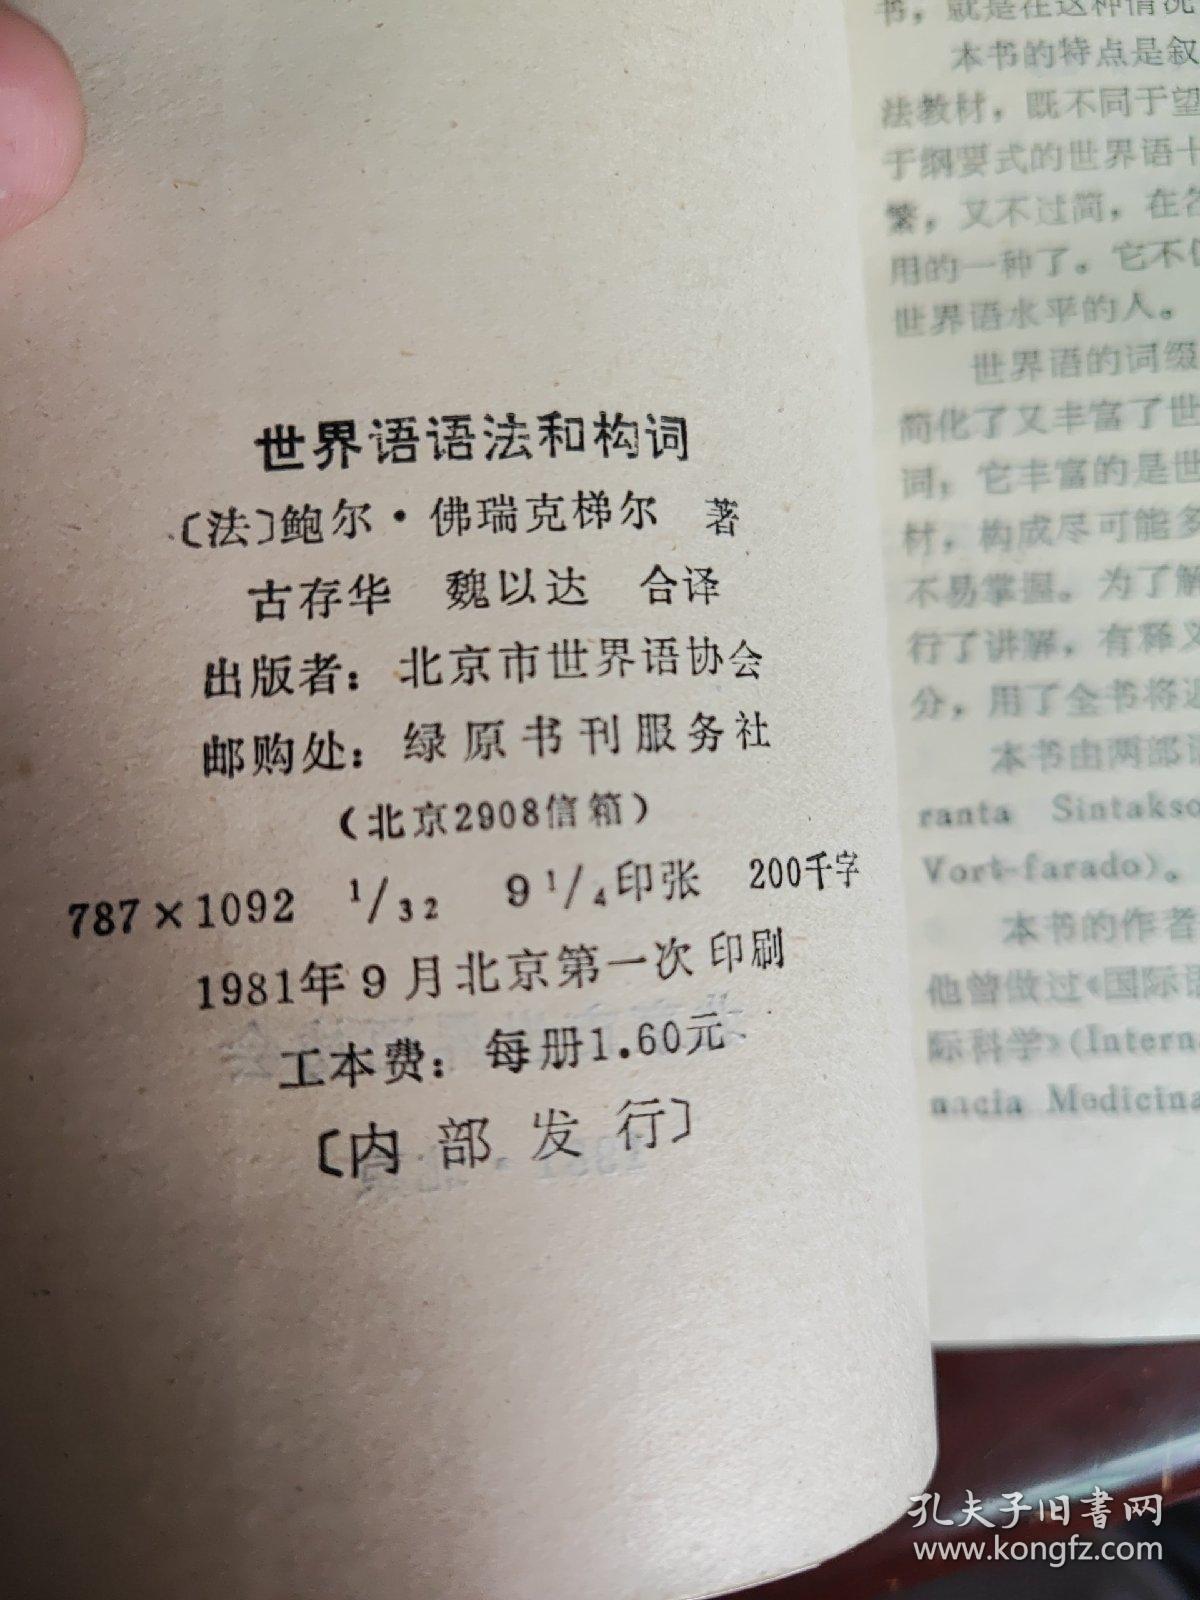 世界语语法和构词
〔法〕鲍尔·佛瑞克梯尔 著
古存华 魏以达 合译
出版者：北京市世界语协会
邮购处：绿原书刊服务社
（北京2908信箱）
787×1092 1/32 9 1/4印张 200千字
1981年9月北京第一次印刷
工本费：每册1.60元
〔内部发行〕
书，就是在这种情况
本书的特点是叙
法教材，既不同于望
于纲要式的世界语十
繁，又不过简，在各
用的一种了。它不仅
世界语水平的人。
世界语的词缀
简化了又丰富了世
词；它丰富的是世
材，构成尽可能多
不易掌握。为了解
行了讲解，有释义
分，用了全书将近
本书由两部语
ranta Sintakso
Vort-farado)。
本书的作者
他曾做过《国际语
际科学》(Interna
nacia Medicina
孔夫子旧书网
www.kongfz.com